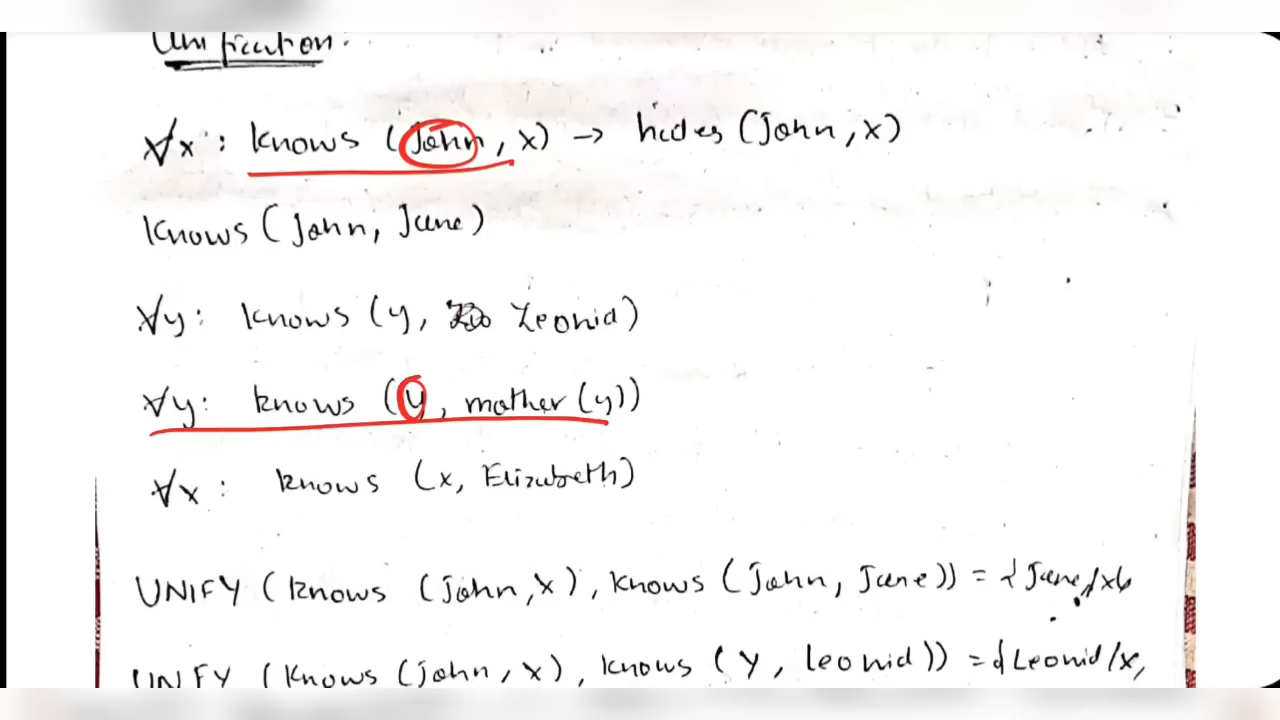 Unification:
∀x: knows (John, x) → hates (John, x)
Knows (John, Jane)
∀y: knows (y, Leonid)
∀y: knows (y, mother (y))
∀x: knows (x, Elizabeth)
UNIFY (knows (John, x), knows (John, Jane)) = {Jane/x}
UNIFY (knows (John, x), knows (y, leonid)) = {Leonid/x,